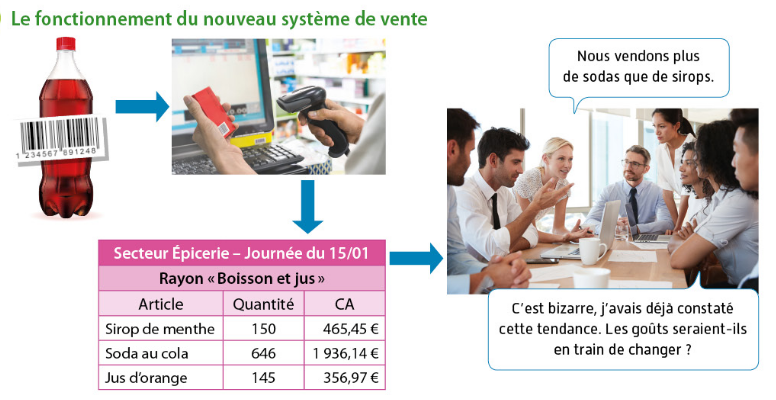 Le fonctionnement du nouveau système de vente
1 234567 891248
Nous vendons plus
de sodas que de sirops.
Secteur Épicerie – Journée du 15/01
Rayon « Boisson et jus »
Article Quantité CA
Sirop de menthe 150 465,45 €
Soda au cola 646 1 936,14 €
Jus d'orange 145 356,97 €
C'est bizarre, j'avais déjà constaté
cette tendance. Les goûts seraient-ils
en train de changer ?